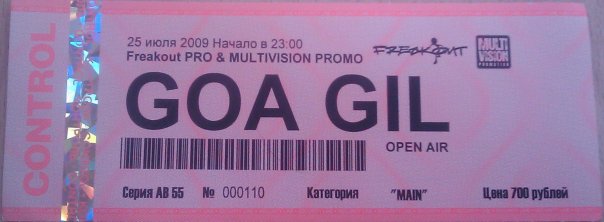 CONTROL
25 июля 2009 Начало в 23:00
Freakout PRO & MULTIVISION PROMO
FREAKOUT
MULTI
VISION
PROMOTION
GOA GIL
OPEN AIR
Серия АВ 55 № 000110 Категория "MAIN" Цена 700 рублей